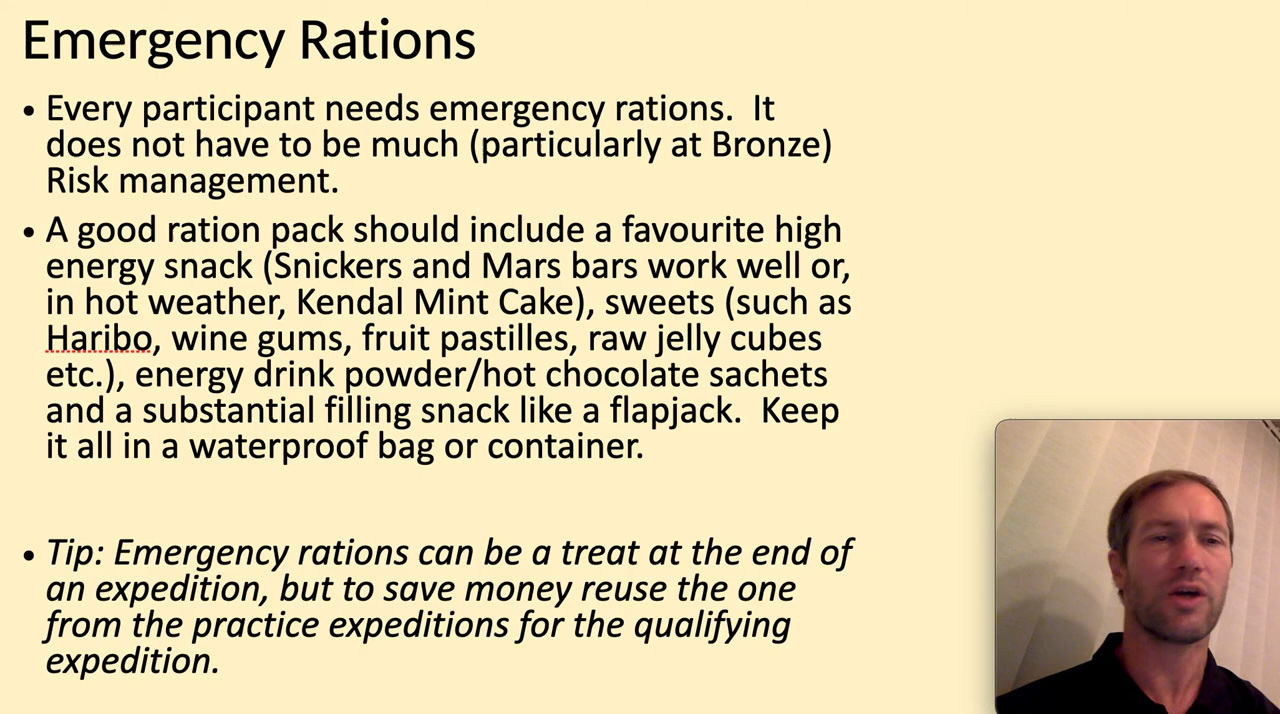 Emergency Rations
• Every participant needs emergency rations.  It
does not have to be much (particularly at Bronze)
Risk management.
• A good ration pack should include a favourite high
energy snack (Snickers and Mars bars work well or,
in hot weather, Kendal Mint Cake), sweets (such as
Haribo, wine gums, fruit pastilles, raw jelly cubes
etc.), energy drink powder/hot chocolate sachets
and a substantial filling snack like a flapjack.  Keep
it all in a waterproof bag or container.
• Tip: Emergency rations can be a treat at the end of
an expedition, but to save money reuse the one
from the practice expeditions for the qualifying
expedition.